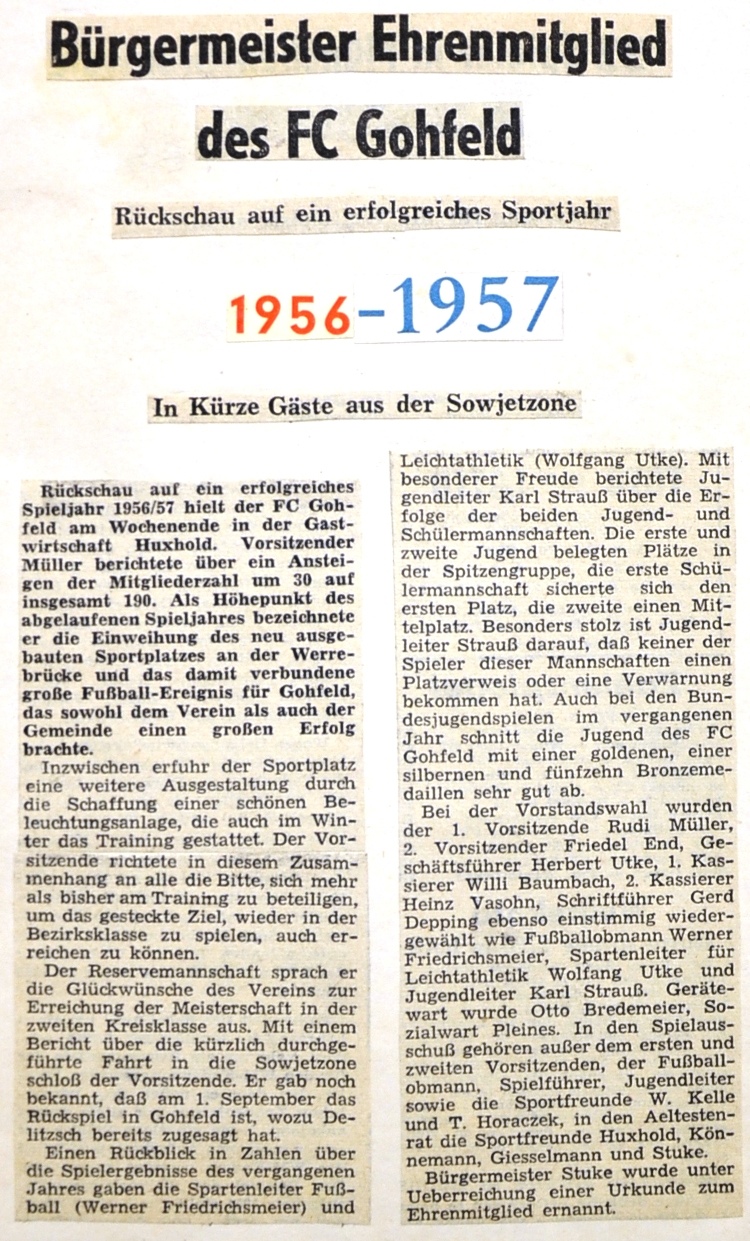 Bürgermeister Ehrenmitglied
des FC Gohfeld
Rückschau auf ein erfolgreiches Sportjahr
1956-1957
In Kürze Gäste aus der Sowjetzone
Rückschau auf ein erfolgreiches
Spieljahr 1956/57 hielt der FC Goh-
feld am Wochenende in der Gast-
wirtschaft Huxhold. Vorsitzender
Müller berichtete über ein Anstei-
gen der Mitgliederzahl um 30 auf
insgesamt 190. Als Höhepunkt des
abgelaufenen Spieljahres bezeichnete
er die Einweihung des neu ausge-
bauten Sportplatzes an der Werre-
brücke und das damit verbundene
große Fußball-Ereignis für Gohfeld,
das sowohl dem Verein als auch der
Gemeinde einen großen Erfolg
brachte.
Inzwischen erfuhr der Sportplatz
eine weitere Ausgestaltung durch
die Schaffung einer schönen Be-
leuchtungsanlage, die auch im Win-
ter das Training gestattet. Der Vor-
sitzende richtete in diesem Zusam-
menhang an alle die Bitte, sich mehr
als bisher am Training zu beteiligen,
um das gesteckte Ziel, wieder in der
Bezirksklasse zu spielen, auch er-
reichen zu können.
Der Reservemannschaft sprach er
die Glückwünsche des Vereins zur
Erreichung der Meisterschaft in der
zweiten Kreisklasse aus. Mit einem
Bericht über die kürzlich durchge-
führte Fahrt in die Sowjetzone
schloß der Vorsitzende. Er gab noch
bekannt, daß am 1. September das
Rückspiel in Gohfeld ist, wozu De-
litzsch bereits zugesagt hat.
Einen Rückblick in Zahlen über
die Spielergebnisse des vergangenen
Jahres gaben die Spartenleiter Fuß-
ball (Werner Friedrichsmeier) und
Leichtathletik (Wolfgang Utke). Mit
besonderer Freude berichtete Ju-
gendleiter Karl Strauß über die Er-
folge der beiden Jugend- und
Schülermannschaften. Die erste und
zweite Jugend belegten Plätze in
der Spitzengruppe, die erste Schü-
lermannschaft sicherte sich den
ersten Platz, die zweite einen Mit-
telplatz. Besonders stolz ist Jugend-
leiter Strauß darauf, daß keiner der
Spieler dieser Mannschaften einen
Platzverweis oder eine Verwarnung
bekommen hat. Auch bei den Bun-
desjugendspielen im vergangenen
Jahr schnitt die Jugend des FC
Gohfeld mit einer goldenen, einer
silbernen und fünfzehn Bronzeme-
daillen sehr gut ab.
Bei der Vorstandswahl wurden
der 1. Vorsitzende Rudi Müller,
2. Vorsitzender Friedel End, Ge-
schäftsführer Herbert Utke, 1. Kas-
sierer Willi Baumbach, 2. Kassierer
Heinz Vasohn, Schriftführer Gerd
Depping ebenso einstimmig wieder-
gewählt wie Fußballobmann Werner
Friedrichsmeier, Spartenleiter für
Leichtathletik Wolfang Utke und
Jugendleiter Karl Strauß. Geräte-
wart wurde Otto Bredemeier, So-
zialwart Pleines. In den Spielaus-
schuß gehören außer dem ersten und
zweiten Vorsitzenden, der Fußball-
obmann, Spielführer, Jugendleiter
sowie die Sportfreunde W. Kelle
und T. Horaczek, in den Aeltesten-
rat die Sportfreunde Huxhold, Kön-
nemann, Giesselmann und Stuke.
Bürgermeister Stuke wurde unter
Ueberreichung einer Urkunde zum
Ehrenmitglied ernannt.